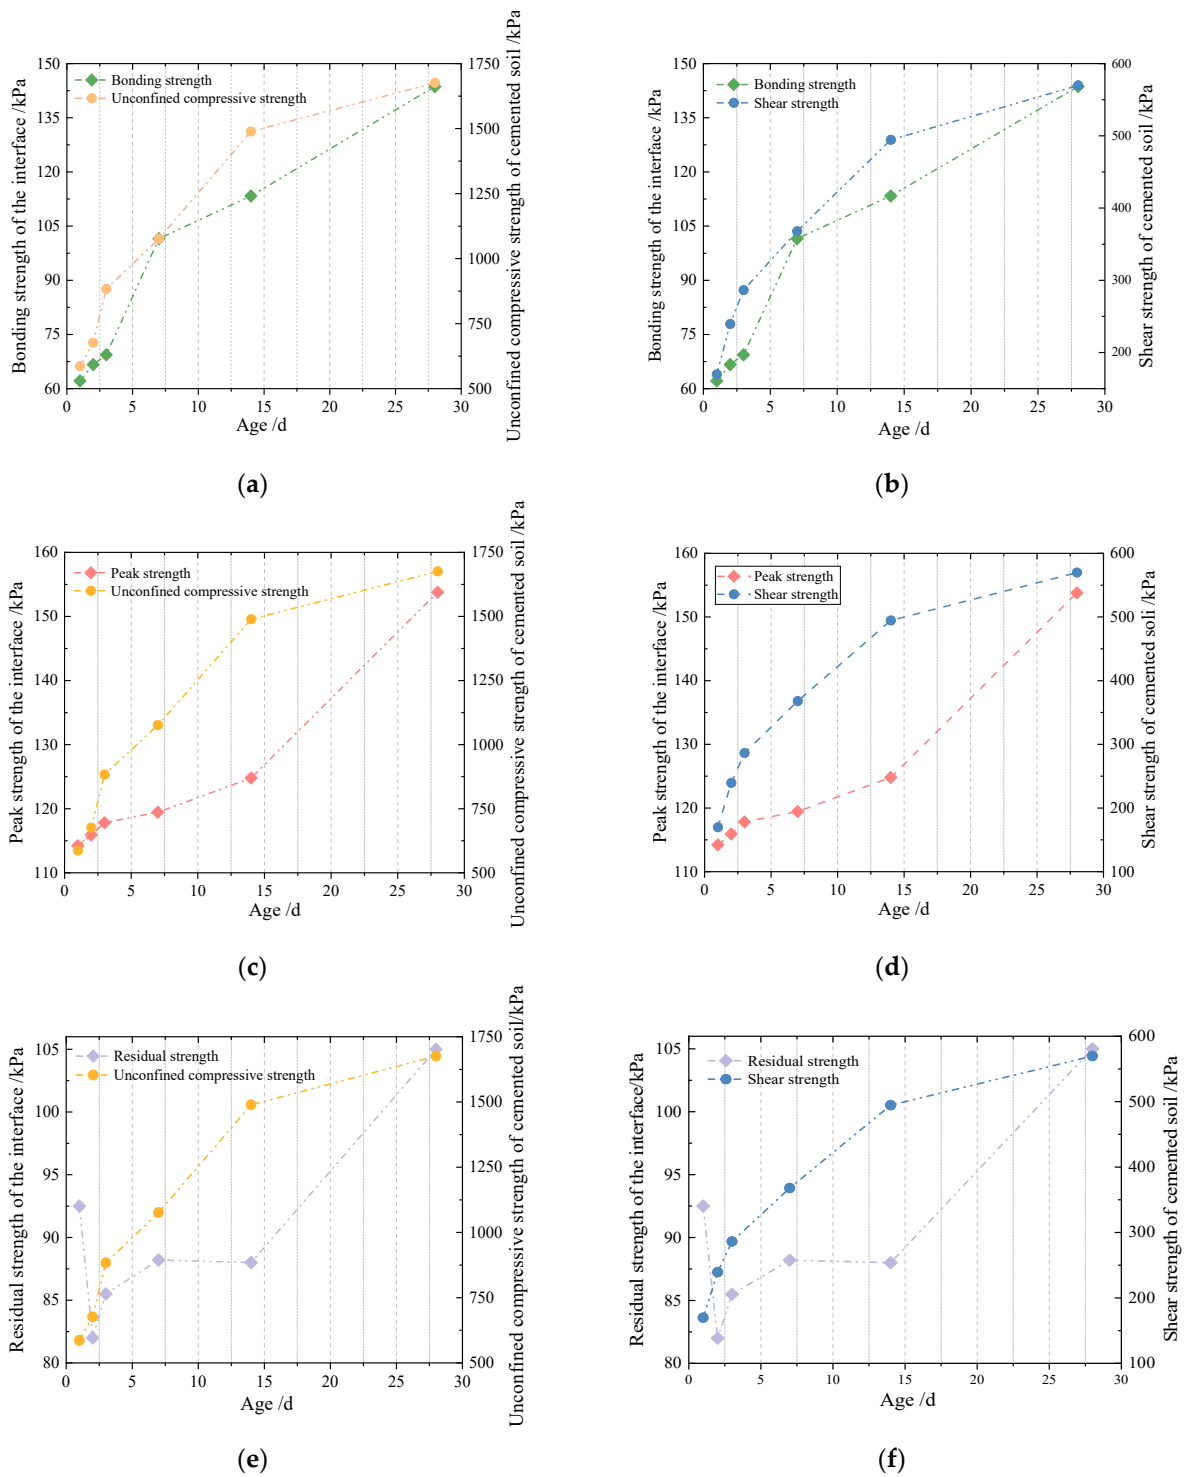 Bonding strength of the interface /kPa
150
135
120
105
90
75
60
Bonding strength
Unconfined compressive strength
1750
1500
1250
1000
750
500
Unconfined compressive strength of cemented soil /kPa
0 5 10 15 20 25 30
Age /d
(a)
Bonding strength of the interface /kPa
150
135
120
105
90
75
60
Bonding strength
Shear strength
600
500
400
300
200
Shear strength of cemented soil /kPa
0 5 10 15 20 25 30
Age /d
(b)
Peak strength of the interface /kPa
160
150
140
130
120
110
Peak strength
Unconfined compressive strength
1750
1500
1250
1000
750
500
Unconfined compressive strength of cemented soil /kPa
0 5 10 15 20 25 30
Age /d
(c)
Peak strength of the interface /kPa
160
150
140
130
120
110
Peak strength
Shear strength
600
500
400
300
200
100
Shear strength of cemented soli /kPa
0 5 10 15 20 25 30
Age /d
(d)
Residual strength of the interface /kPa
105
100
95
90
85
80
Residual strength
Unconfined compressive strength
1750
1500
1250
1000
750
500
Unconfined compressive strength of cemented soil/kPa
0 5 10 15 20 25 30
Age /d
(e)
Residual strength of the interface/kPa
105
100
95
90
85
80
Residual strength
Shear strength
600
500
400
300
200
100
Shear strength of cemented soil /kPa
0 5 10 15 20 25 30
Age /d
(f)